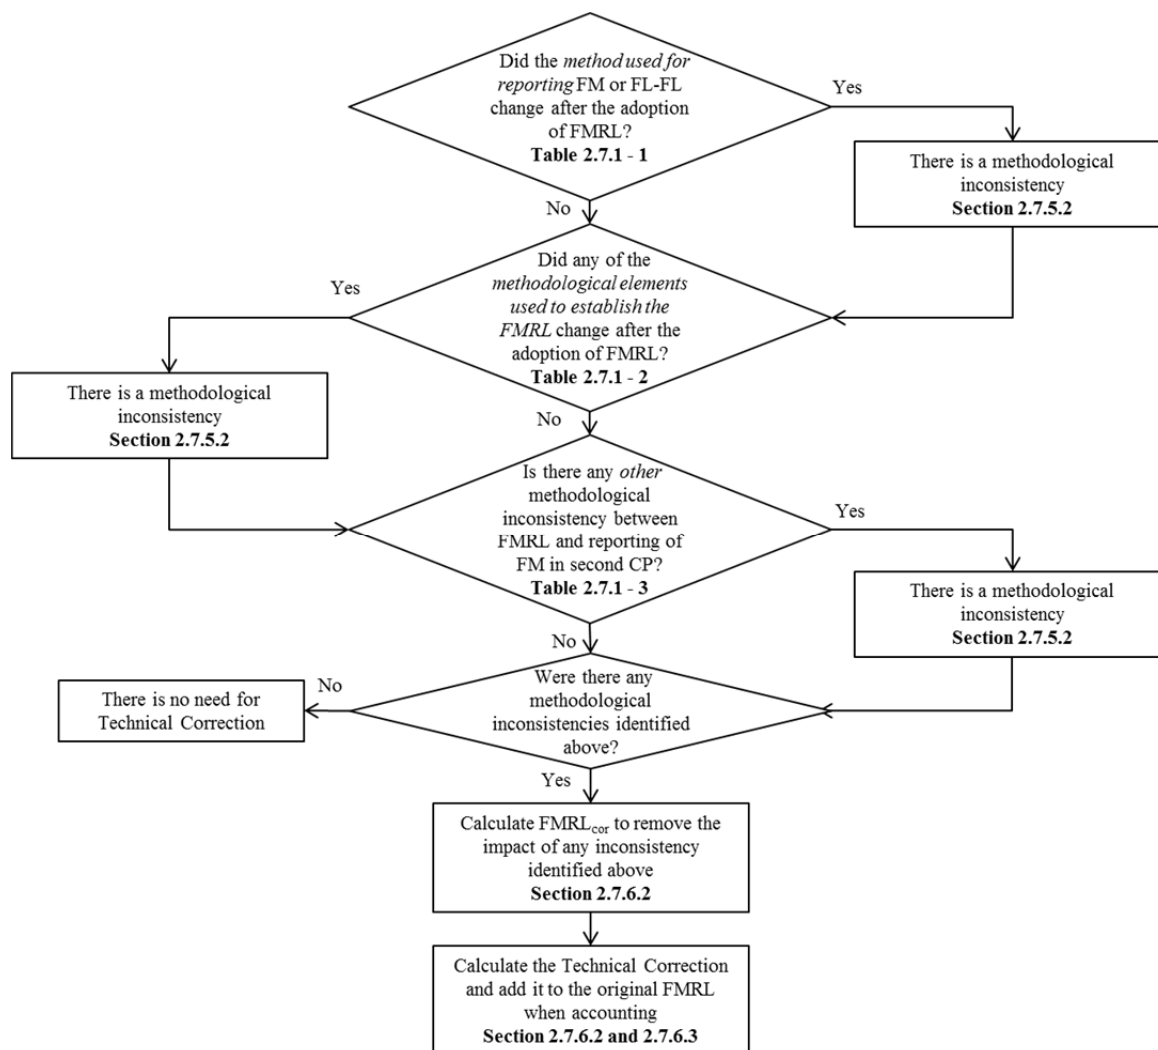 Did the method used for
reporting FM or FL-FL
change after the adoption
of FMRL?
Table 2.7.1 - 1
Yes
There is a methodological
inconsistency
Section 2.7.5.2
No
Did any of the
methodological elements
used to establish the
FMRL change after the
adoption of FMRL?
Table 2.7.1 - 2
Yes
There is a methodological
inconsistency
Section 2.7.5.2
No
Is there any other
methodological
inconsistency between
FMRL and reporting of
FM in second CP?
Table 2.7.1 - 3
Yes
There is a methodological
inconsistency
Section 2.7.5.2
No
Were there any
methodological
inconsistencies identified
above?
No
There is no need for
Technical Correction
Yes
Calculate FMRLcor to remove the
impact of any inconsistency
identified above
Section 2.7.6.2
Calculate the Technical Correction
and add it to the original FMRL
when accounting
Section 2.7.6.2 and 2.7.6.3